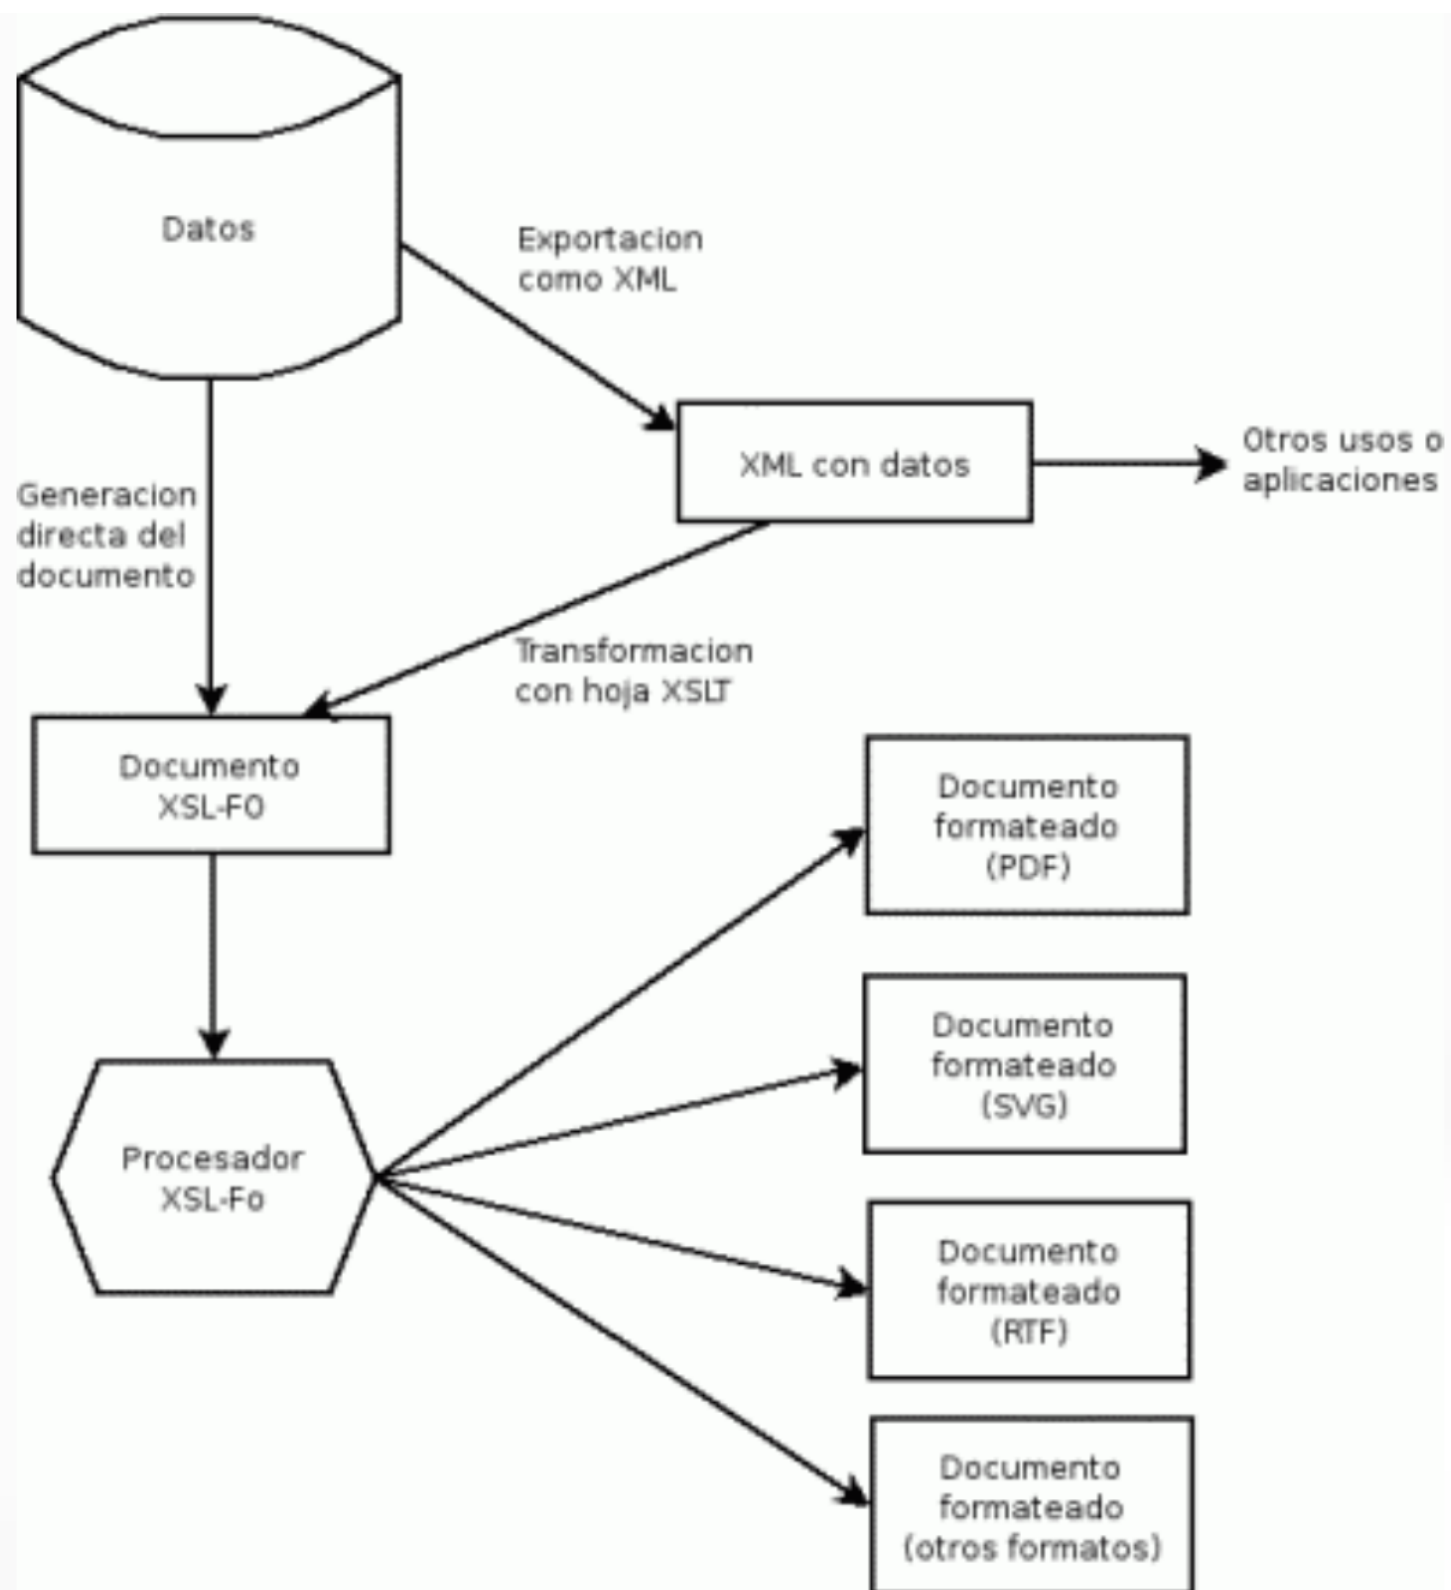 Datos
Exportacion
como XML
XML con datos
Otros usos o
aplicaciones
Generacion
directa del
documento
Transformacion
con hoja XSLT
Documento
XSL-FO
Documento
formateado
(PDF)
Documento
formateado
(SVG)
Procesador
XSL-Fo
Documento
formateado
(RTF)
Documento
formateado
(otros formatos)